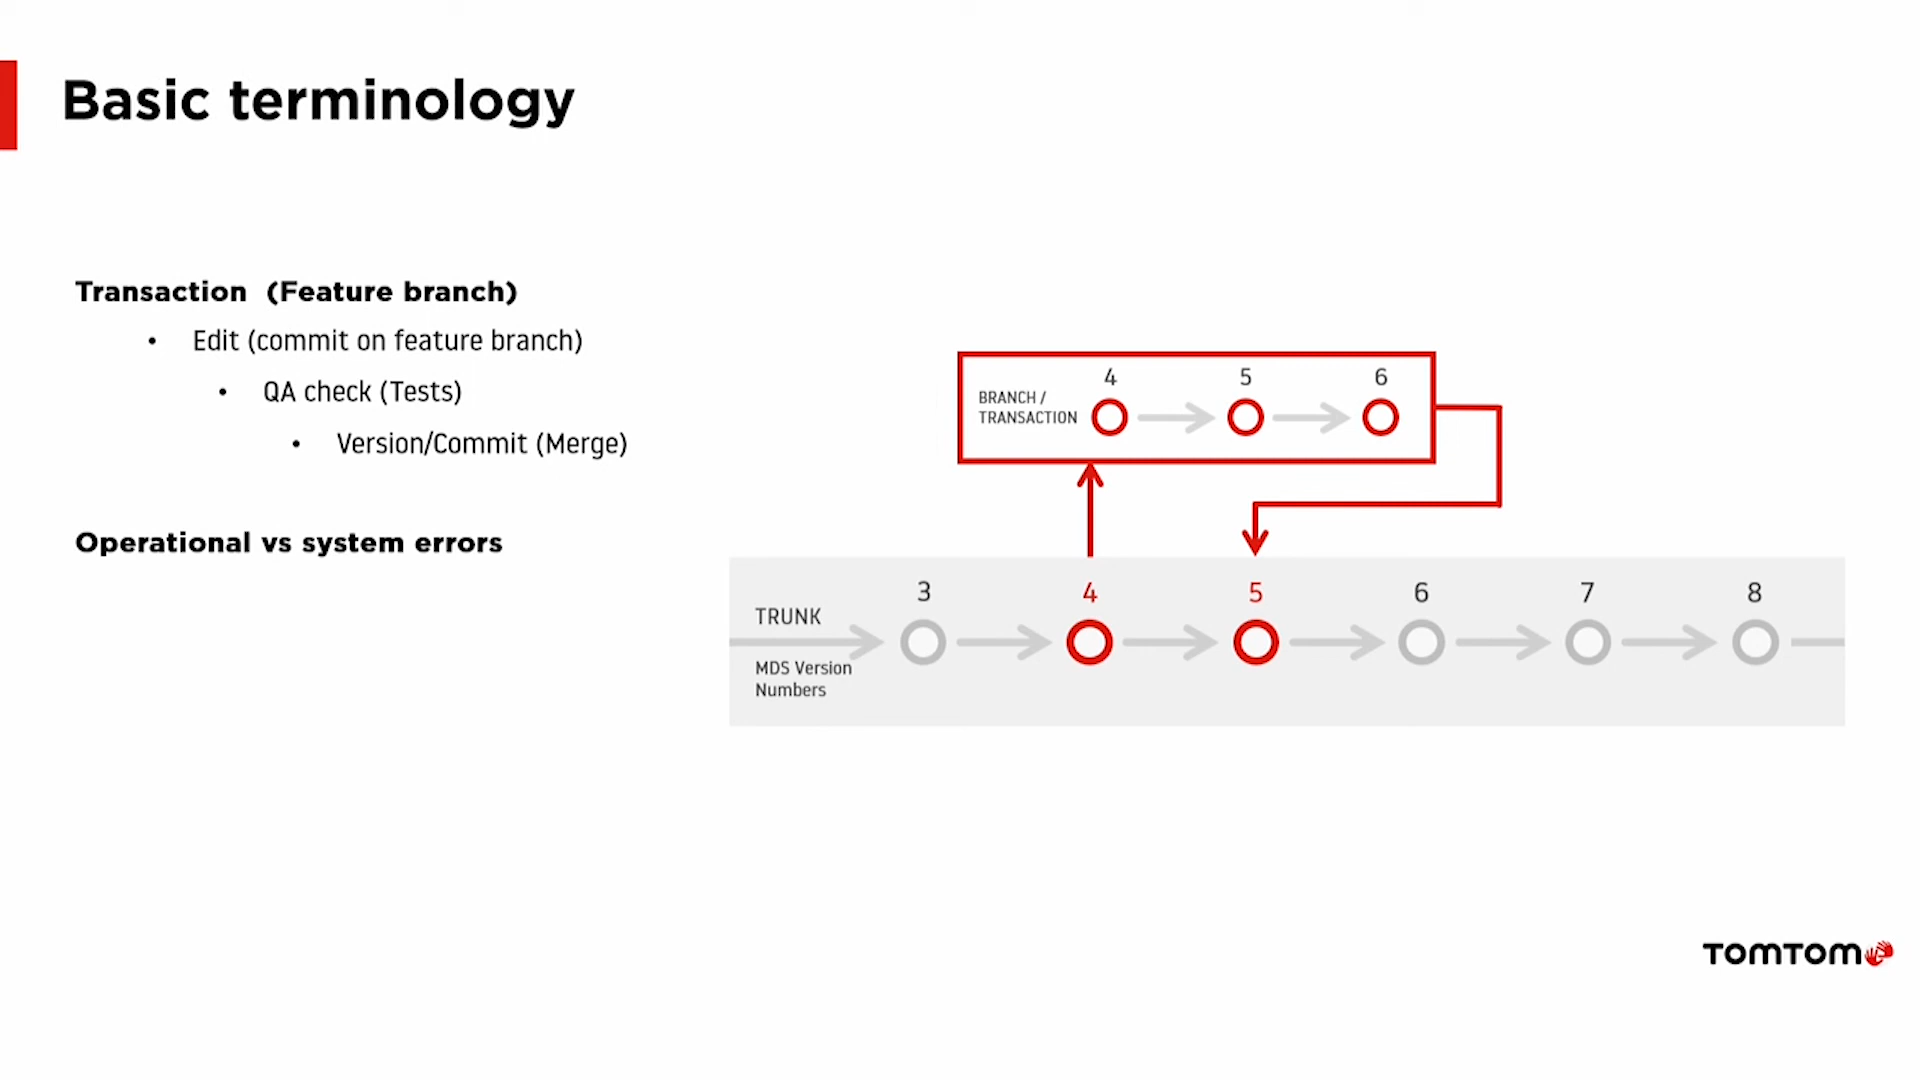 Basic terminology
Transaction (Feature branch)
• Edit (commit on feature branch)
• QA check (Tests)
• Version/Commit (Merge)
Operational vs system errors
4 5 6
BRANCH /
TRANSACTION
3 4 5 6 7 8
TRUNK
MDS Version
Numbers
TOMTOM